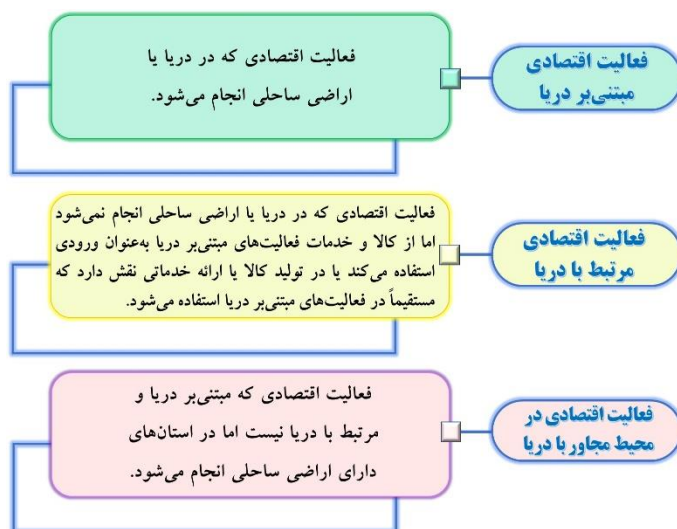 فعالیت اقتصادی
مبتنی‌بر دریا
فعالیت اقتصادی که در دریا یا
اراضی ساحلی انجام می‌شود.
فعالیت اقتصادی
مرتبط با دریا
فعالیت اقتصادی که در دریا یا اراضی ساحلی انجام نمی‌شود
اما از کالا و خدمات فعالیت‌های مبتنی‌بر دریا به‌عنوان ورودی
استفاده می‌کند یا در تولید کالا یا ارائه خدماتی نقش دارد که
مستقیماً در فعالیت‌های مبتنی‌بر دریا استفاده می‌شود.
فعالیت اقتصادی در
محیط مجاور با دریا
فعالیت اقتصادی که مبتنی‌بر دریا و
مرتبط با دریا نیست اما در استان‌های
دارای اراضی ساحلی انجام می‌شود.